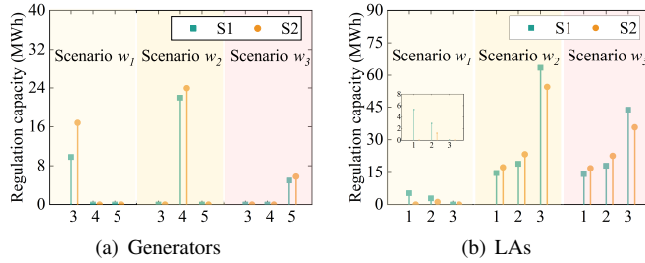 S1 S2
Scenario w1 Scenario w2 Scenario w3
Regulation capacity (MWh)
40
32
24
16
8
0
3 4 5 3 4 5 3 4 5
(a) Generators
S1 S2
Scenario w1 Scenario w2 Scenario w3
Regulation capacity (MWh)
90
75
60
45
30
15
0
8
6
4
2
0
1 2 3
1 2 3 1 2 3 1 2 3
(b) LAs